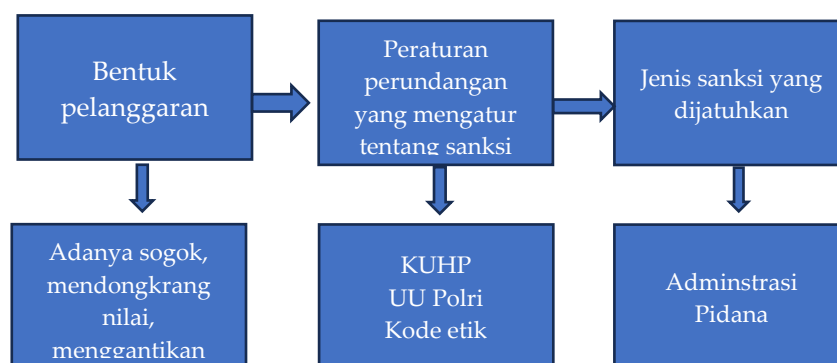 Bentuk
pelanggaran
Peraturan
perundangan
yang mengatur
tentang sanksi
Jenis sanksi yang
dijatuhkan
Adanya sogok,
mendongkrang
nilai,
menggantikan
KUHP
UU Polri
Kode etik
Adminstrasi
Pidana